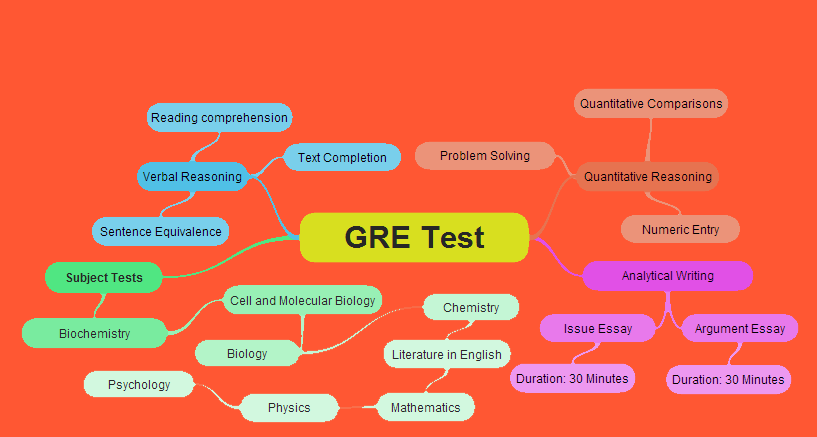 Quantitative Comparisons
Reading comprehension
Text Completion
Problem Solving
Verbal Reasoning
Quantitative Reasoning
Sentence Equivalence
Numeric Entry
GRE Test
Subject Tests
Analytical Writing
Cell and Molecular Biology
Chemistry
Biochemistry
Issue Essay
Argument Essay
Biology
Literature in English
Duration: 30 Minutes
Duration: 30 Minutes
Psychology
Physics
Mathematics